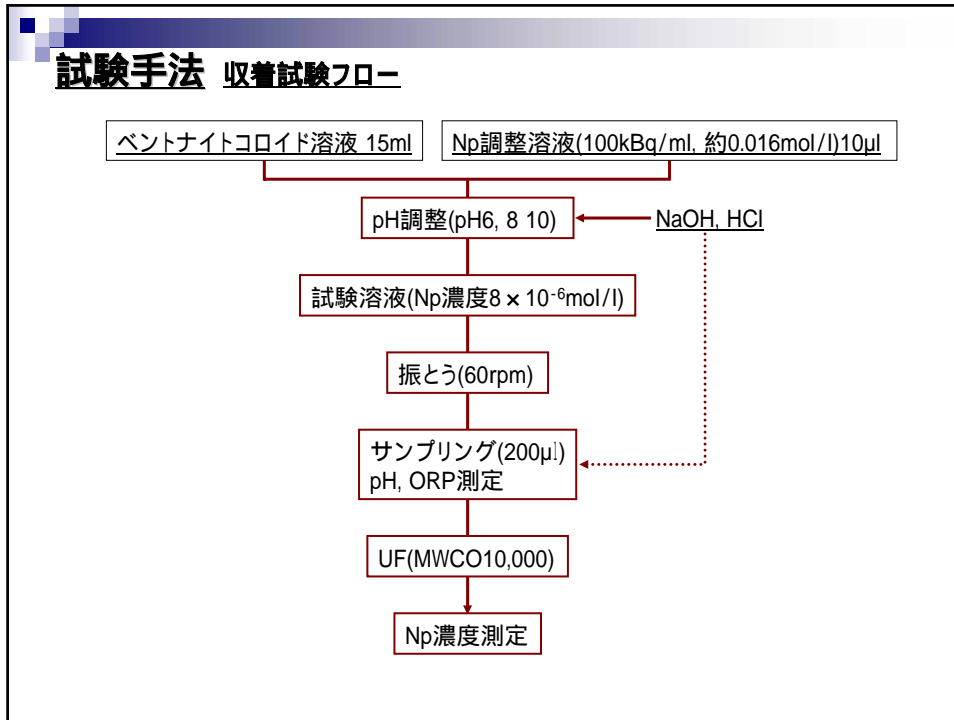 試験手法 収着試験フロー
ベントナイトコロイド溶液 15ml
Np調整溶液(100kBq/ml, 約0.016mol/l)10μl
pH調整(pH6, 8 10)
NaOH, HCl
試験溶液(Np濃度8×10⁻⁶mol/l)
振とう(60rpm)
サンプリング(200μl)
pH, ORP測定
UF(MWCO10,000)
Np濃度測定